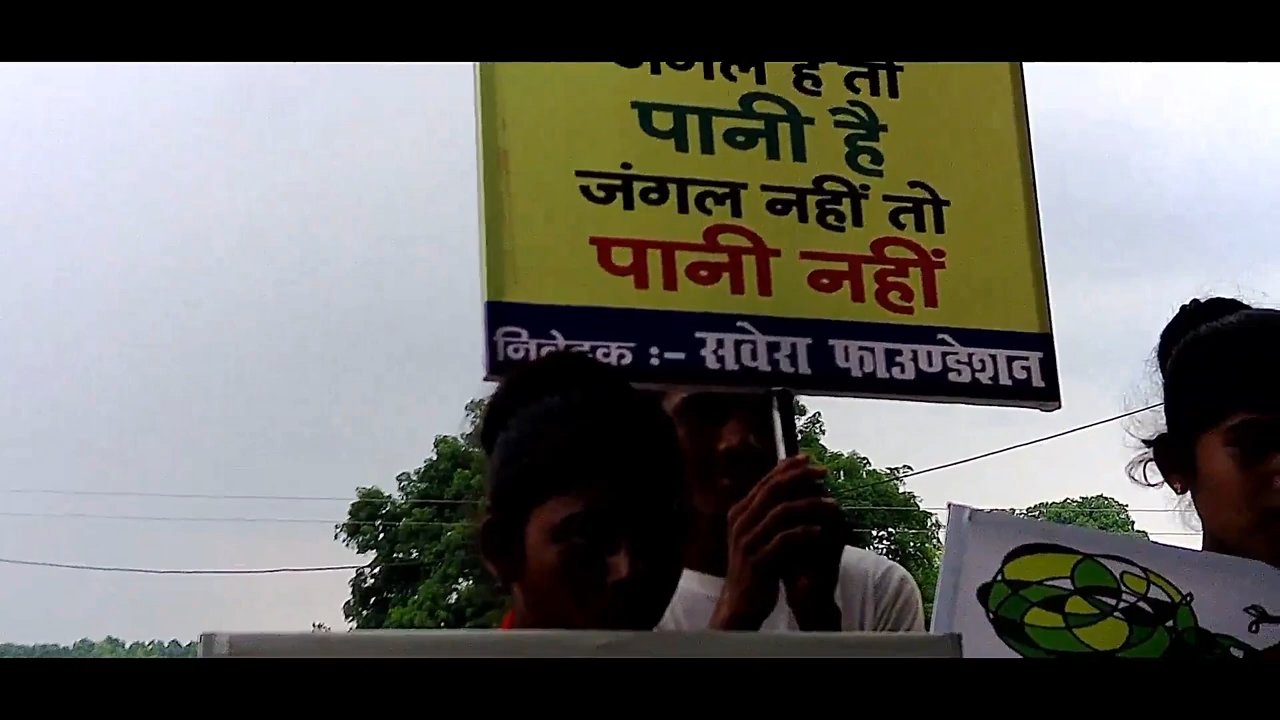 जंगल है तो
पानी है
जंगल नहीं तो
पानी नहीं
निवेदक :- सवेरा फाउण्डेशन